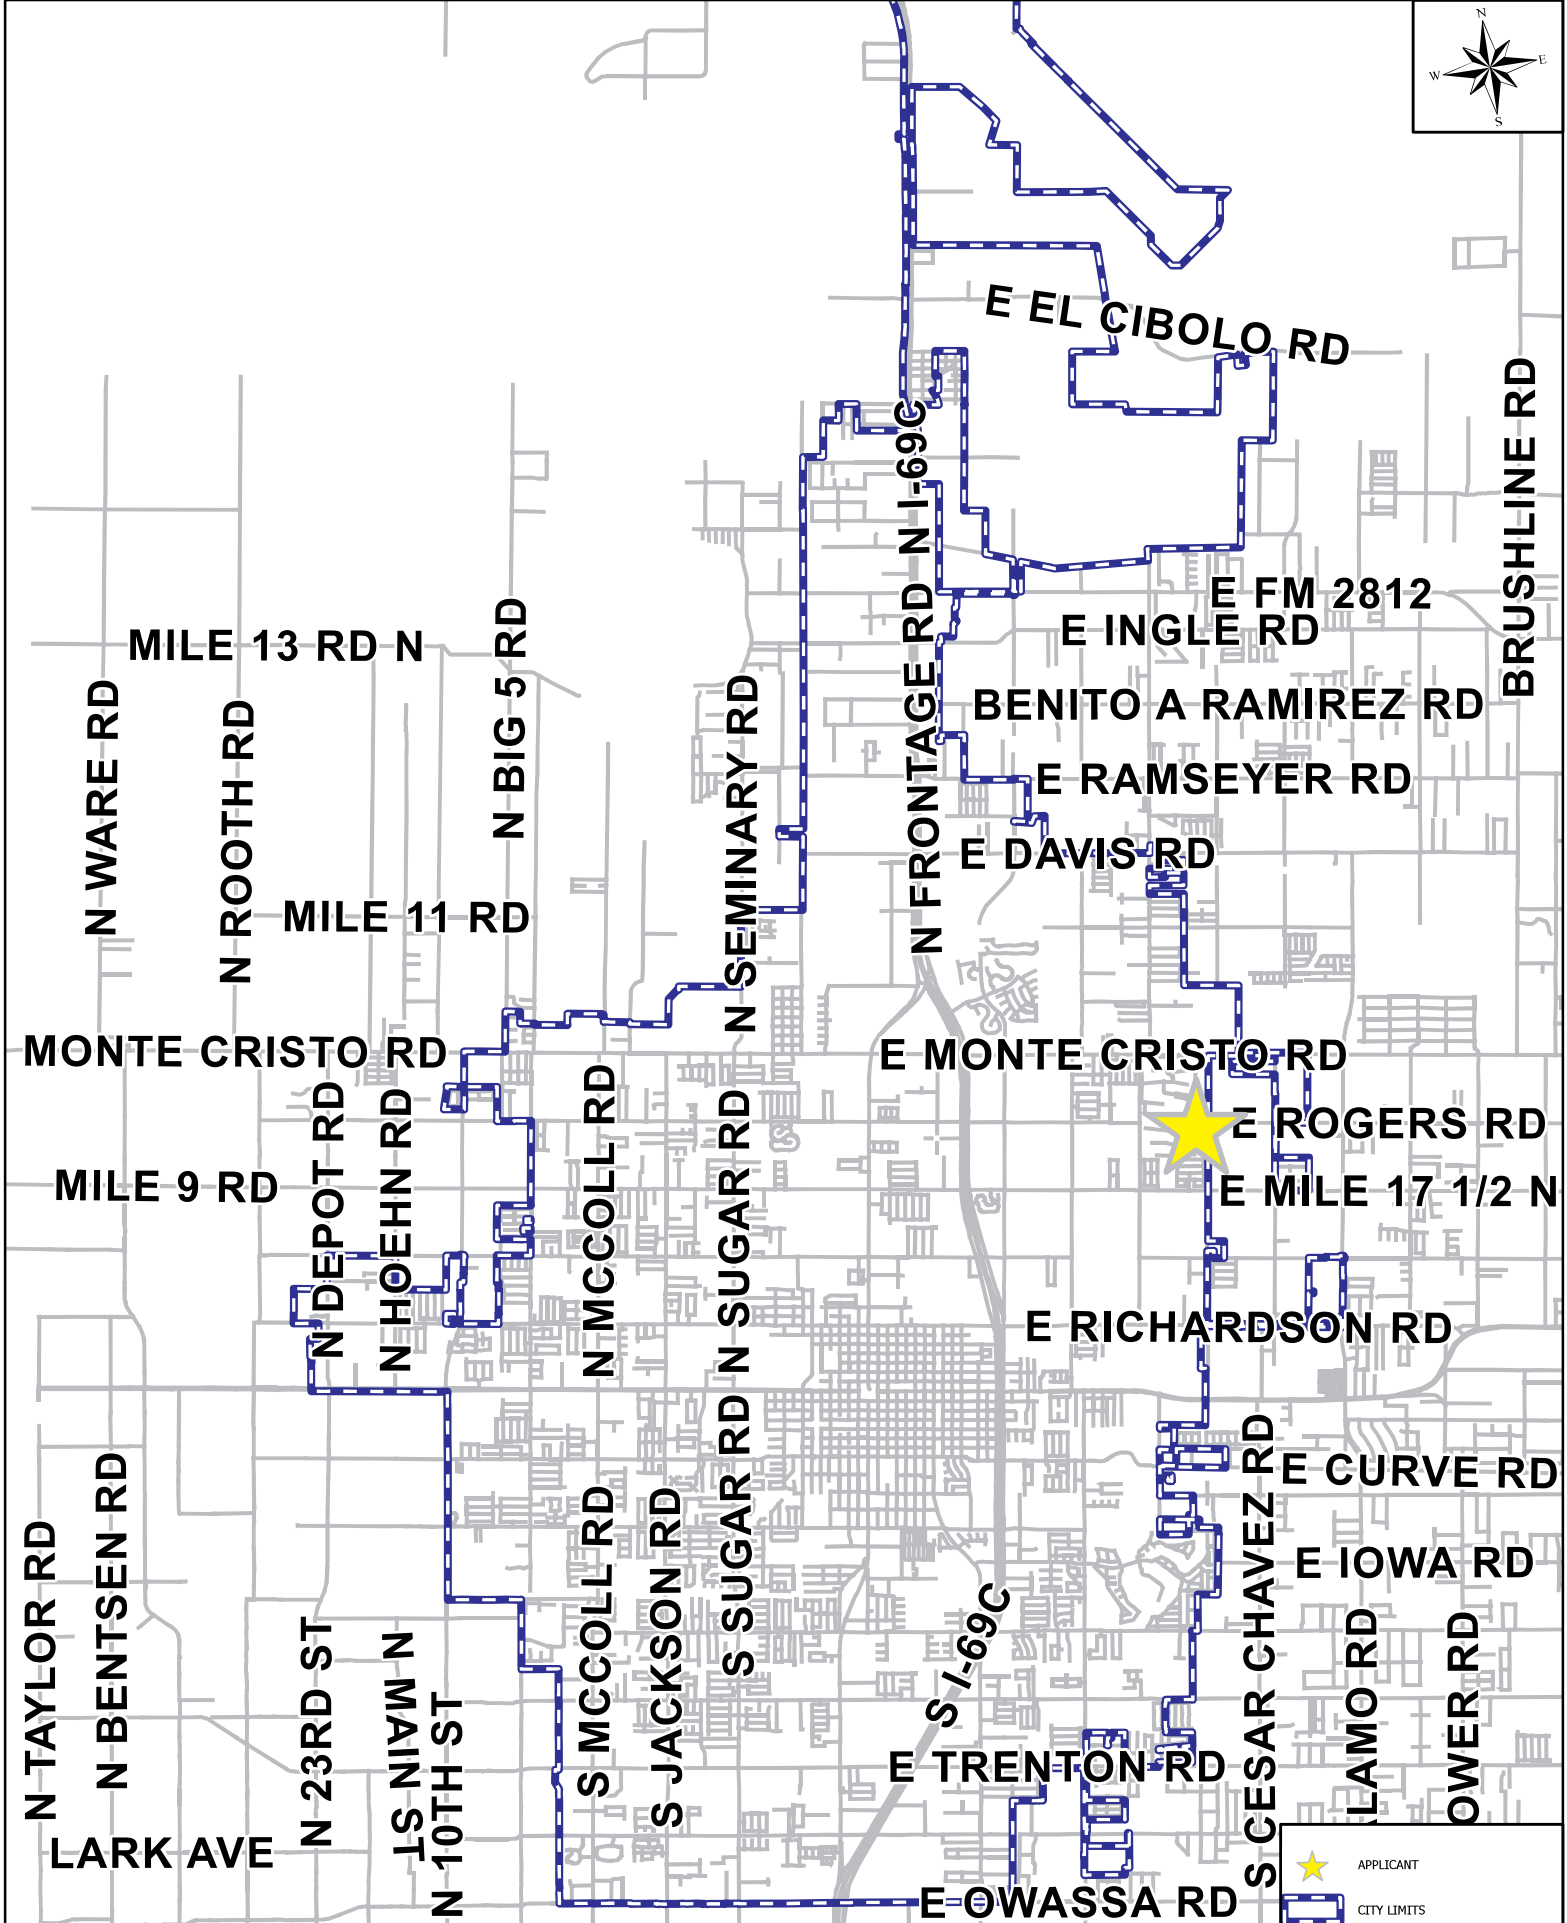 N
W
E
S
E EL CIBOLO RD
N I-69C
BRUSHLINE RD
E FM 2812
E INGLE RD
MILE 13 RD N
N BIG 5 RD
N WARE RD
N ROOTH RD
N SEMINARY RD
N FRONTAGE RD
BENITO A RAMIREZ RD
E RAMSEYER RD
E DAVIS RD
MILE 11 RD
MONTE CRISTO RD
E MONTE CRISTO RD
N DEPOT RD
N HOEHN RD
N MCCOLL RD
N SUGAR RD
E ROGERS RD
MILE 9 RD
E MILE 17 1/2 N
E RICHARDSON RD
S SUGAR RD
S CESAR CHAVEZ RD
E CURVE RD
N TAYLOR RD
N BENTSEN RD
S MCCOLL RD
S JACKSON RD
E IOWA RD
N 23RD ST
N MAIN ST
N 10TH ST
S I-69C
ALAMO RD
OWER RD
E TRENTON RD
LARK AVE
E OWASSA RD
APPLICANT
CITY LIMITS